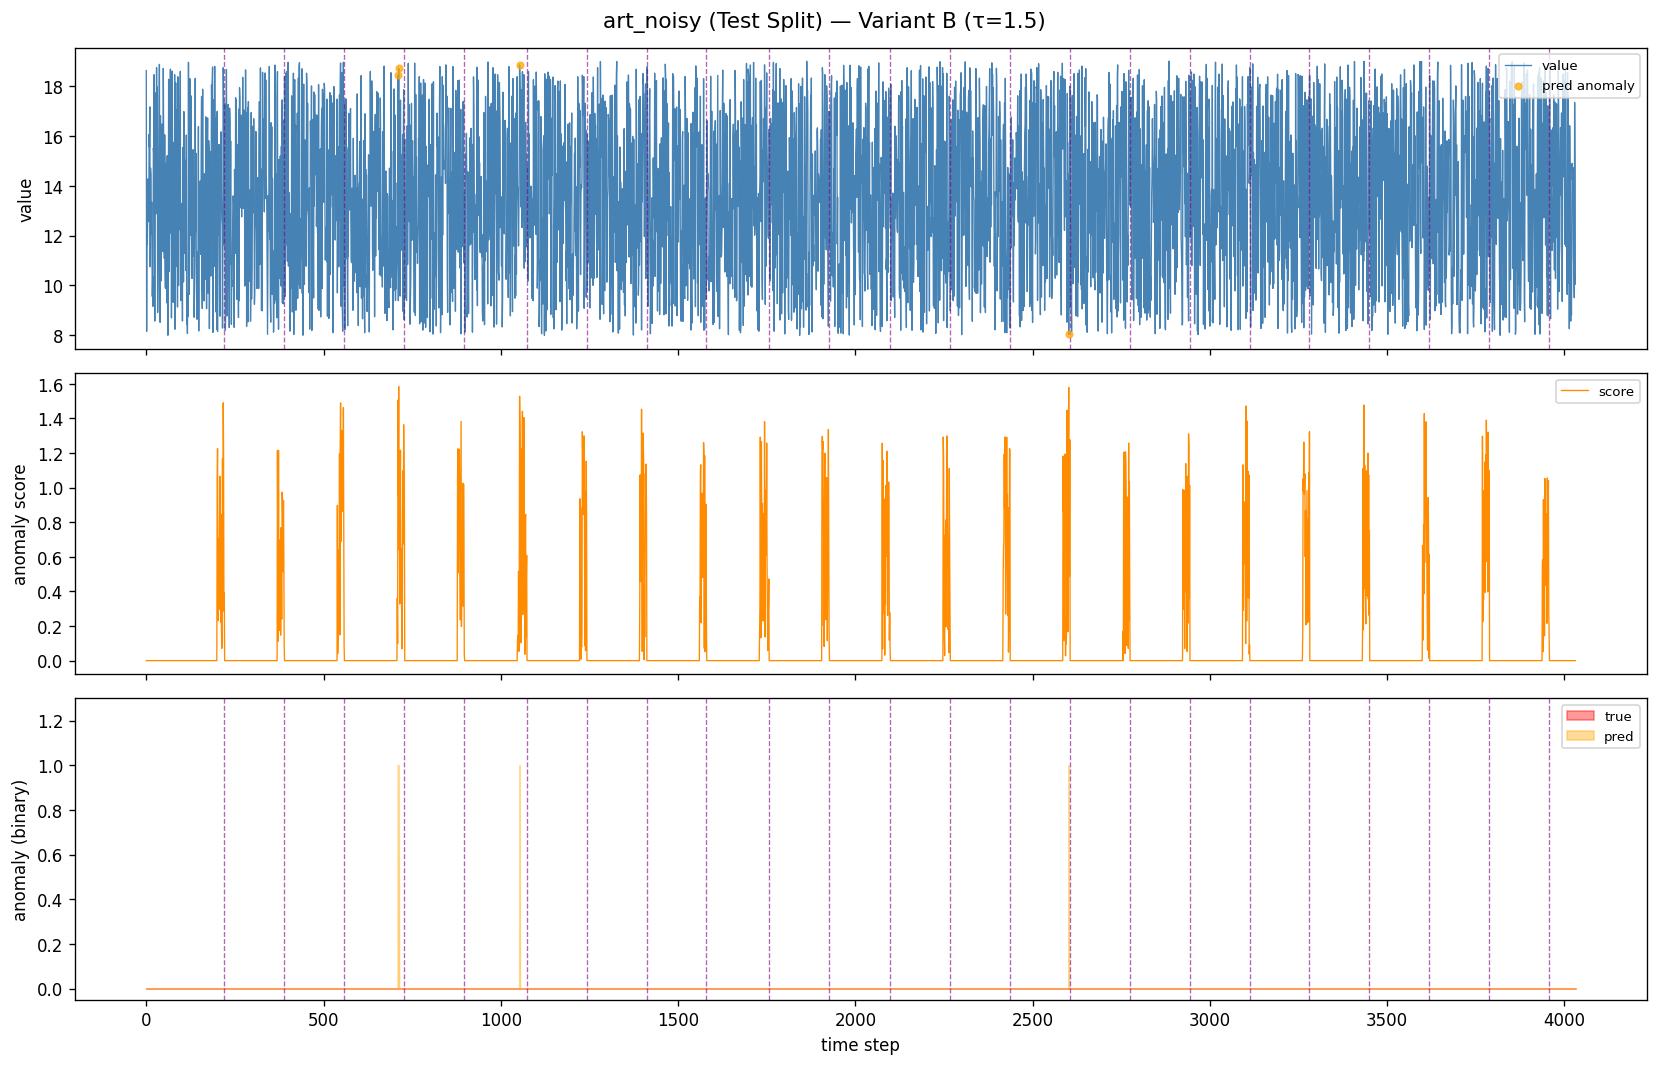 art_noisy (Test Split) — Variant B (τ=1.5)
value
18
16
14
12
10
8
value
pred anomaly
anomaly score
1.6
1.4
1.2
1.0
0.8
0.6
0.4
0.2
0.0
score
anomaly (binary)
1.2
1.0
0.8
0.6
0.4
0.2
0.0
true
pred
0 500 1000 1500 2000 2500 3000 3500 4000
time step